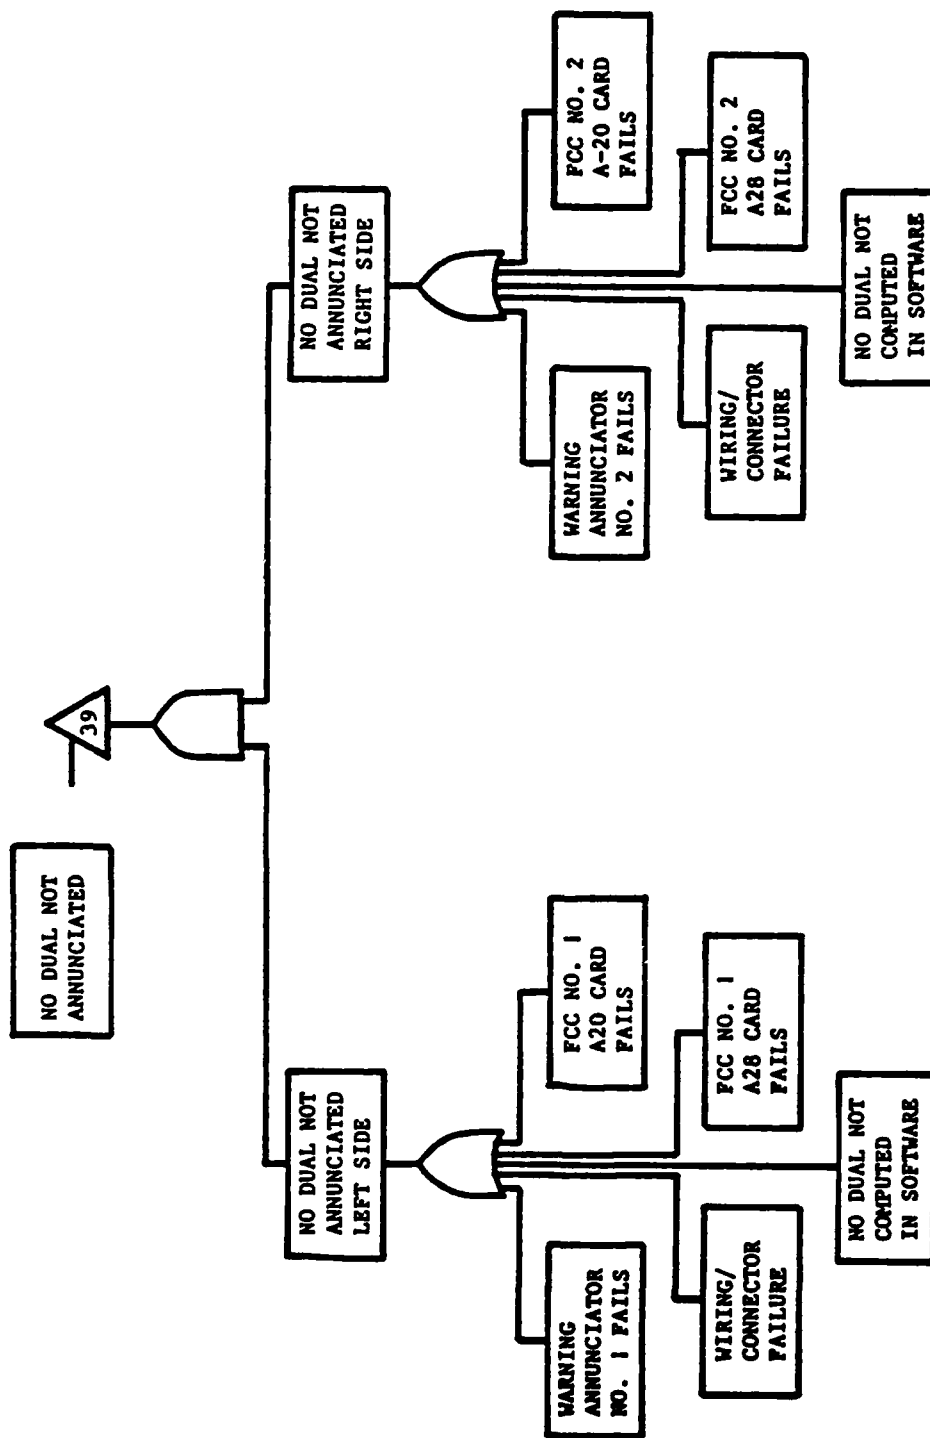 NO DUAL NOT
ANNUNCIATED
39
NO DUAL NOT
ANNUNCIATED
LEFT SIDE
NO DUAL NOT
ANNUNCIATED
RIGHT SIDE
WARNING
ANNUNCIATOR
NO. 1 FAILS
FCC NO. 1
A20 CARD
FAILS
WIRING/
CONNECTOR
FAILURE
FCC NO. 1
A28 CARD
FAILS
NO DUAL NOT
COMPUTED
IN SOFTWARE
WARNING
ANNUNCIATOR
NO. 2 FAILS
FCC NO. 2
A-20 CARD
FAILS
WIRING/
CONNECTOR
FAILURE
FCC NO. 2
A28 CARD
FAILS
NO DUAL NOT
COMPUTED
IN SOFTWARE